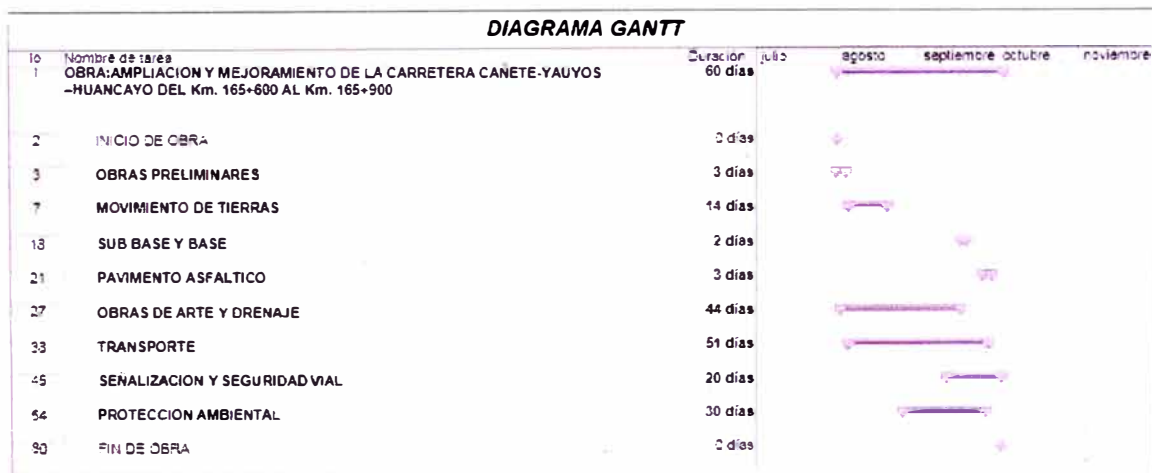 DIAGRAMA GANTT
Id Nombre de tarea Duración julio agosto septiembre octubre noviembre
1 OBRA:AMPLIACION Y MEJORAMIENTO DE LA CARRETERA CAÑETE-YAUYOS 60 días
–HUANCAYO DEL Km. 165+600 AL Km. 165+900
2 INICIO DE OBRA 0 días
3 OBRAS PRELIMINARES 3 días
7 MOVIMIENTO DE TIERRAS 14 días
18 SUB BASE Y BASE 2 días
21 PAVIMENTO ASFALTICO 3 días
27 OBRAS DE ARTE Y DRENAJE 44 días
33 TRANSPORTE 51 días
45 SEÑALIZACION Y SEGURIDAD VIAL 20 días
54 PROTECCION AMBIENTAL 30 días
FIN DE OBRA 0 días